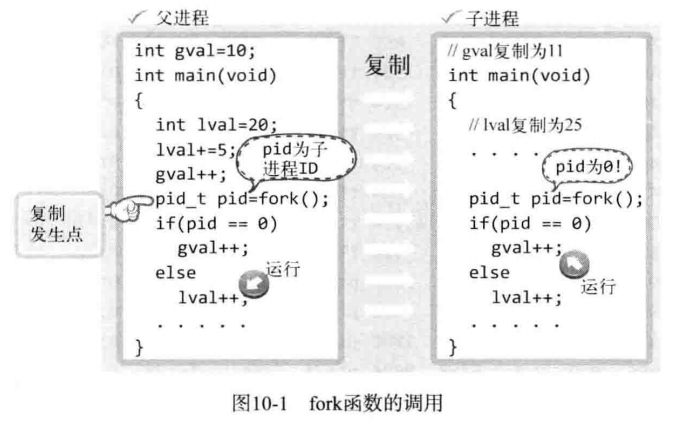 ✓ 父进程
int gval=10;
int main(void)
{
int lval=20;
lval+=5;
gval++;
pid为子
进程ID
pid_t pid=fork();
if(pid == 0)
gval++;
else
运行
lval++;
. . . . .
}
复制
发生点
复制
✓ 子进程
// gval复制为11
int main(void)
{
// lval复制为25
. . . .
pid为0!
pid_t pid=fork();
if(pid == 0)
gval++;
else
运行
lval++;
. . . . .
}
图10-1 fork函数的调用